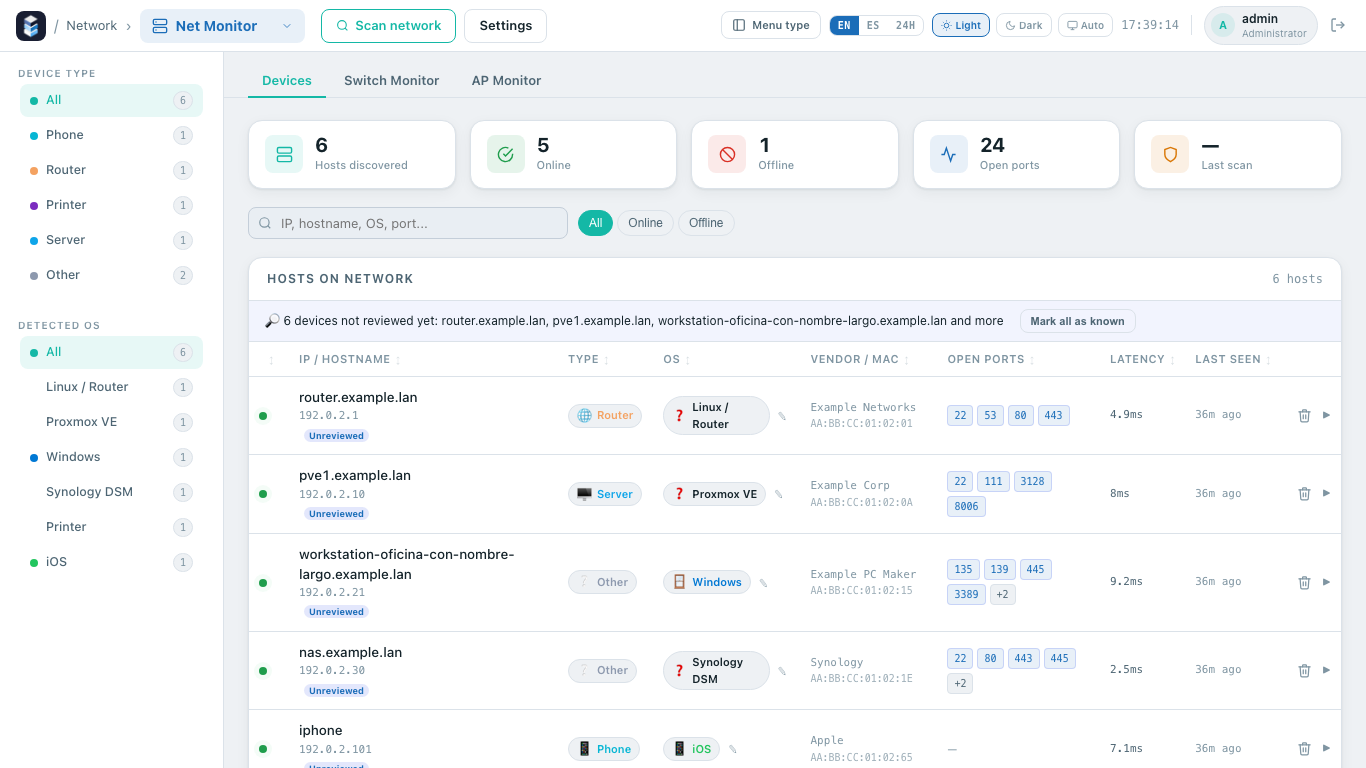 / Network › Net Monitor
Scan network
Settings
Menu type
EN ES 24H
Light
Dark
Auto
17:39:14
A admin
Administrator
DEVICE TYPE
All 6
Phone 1
Router 1
Printer 1
Server 1
Other 2
DETECTED OS
All 6
Linux / Router 1
Proxmox VE 1
Windows 1
Synology DSM 1
Printer 1
iOS 1
Devices Switch Monitor AP Monitor
6
Hosts discovered
5
Online
1
Offline
24
Open ports
—
Last scan
IP, hostname, OS, port...
All Online Offline
HOSTS ON NETWORK 6 hosts
6 devices not reviewed yet: router.example.lan, pve1.example.lan, workstation-oficina-con-nombre-largo.example.lan and more Mark all as known
IP / HOSTNAME TYPE OS VENDOR / MAC OPEN PORTS LATENCY LAST SEEN
router.example.lan
192.0.2.1
Unreviewed
Router
Linux /
Router
Example Networks
AA:BB:CC:01:02:01
22 53 80 443
4.9ms
36m ago
pve1.example.lan
192.0.2.10
Unreviewed
Server
Proxmox VE
Example Corp
AA:BB:CC:01:02:0A
22 111 3128
8006
8ms
36m ago
workstation-oficina-con-nombre-
largo.example.lan
192.0.2.21
Unreviewed
Other
Windows
Example PC Maker
AA:BB:CC:01:02:15
135 139 445
3389 +2
9.2ms
36m ago
nas.example.lan
192.0.2.30
Unreviewed
Other
Synology
DSM
Synology
AA:BB:CC:01:02:1E
22 80 443 445
+2
2.5ms
36m ago
iphone
192.0.2.101
Unreviewed
Phone
iOS
Apple
AA:BB:CC:01:02:65
—
7.1ms
36m ago